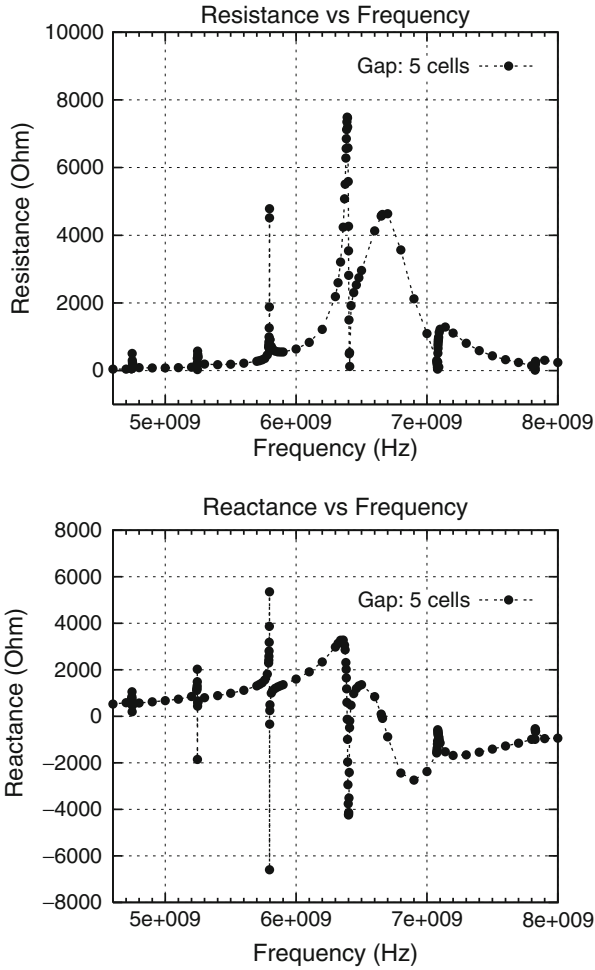 Resistance vs Frequency
10000
8000
6000
4000
2000
0
Resistance (Ohm)
Gap: 5 cells
5e+009 6e+009 7e+009 8e+009
Frequency (Hz)
Reactance vs Frequency
8000
6000
4000
2000
0
−2000
−4000
−6000
−8000
Reactance (Ohm)
Gap: 5 cells
5e+009 6e+009 7e+009 8e+009
Frequency (Hz)